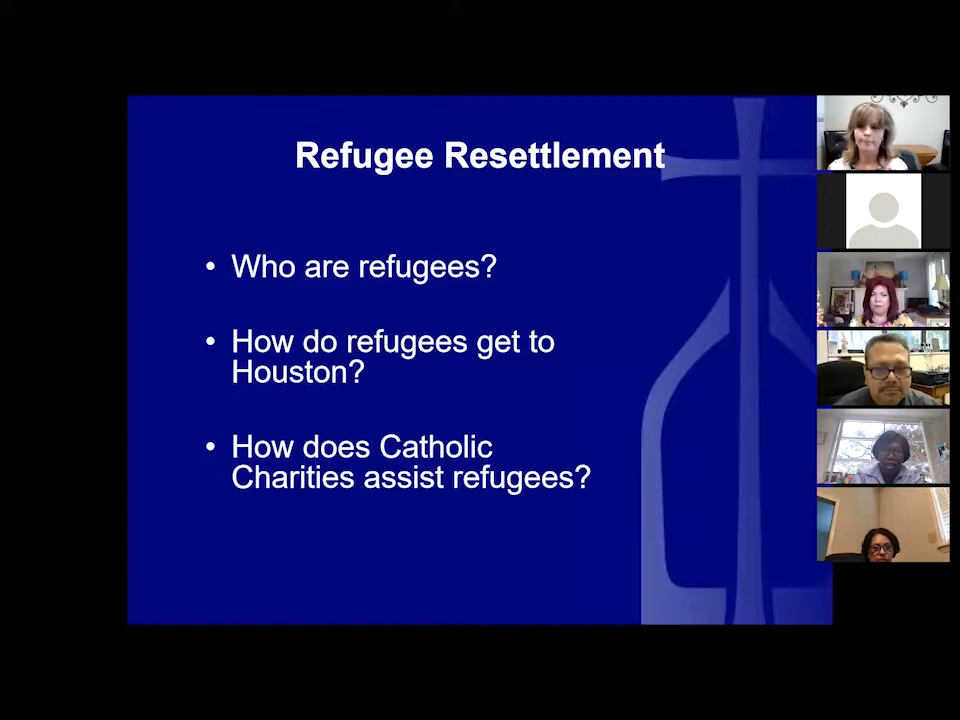 Refugee Resettlement
• Who are refugees?
• How do refugees get to
Houston?
• How does Catholic
Charities assist refugees?